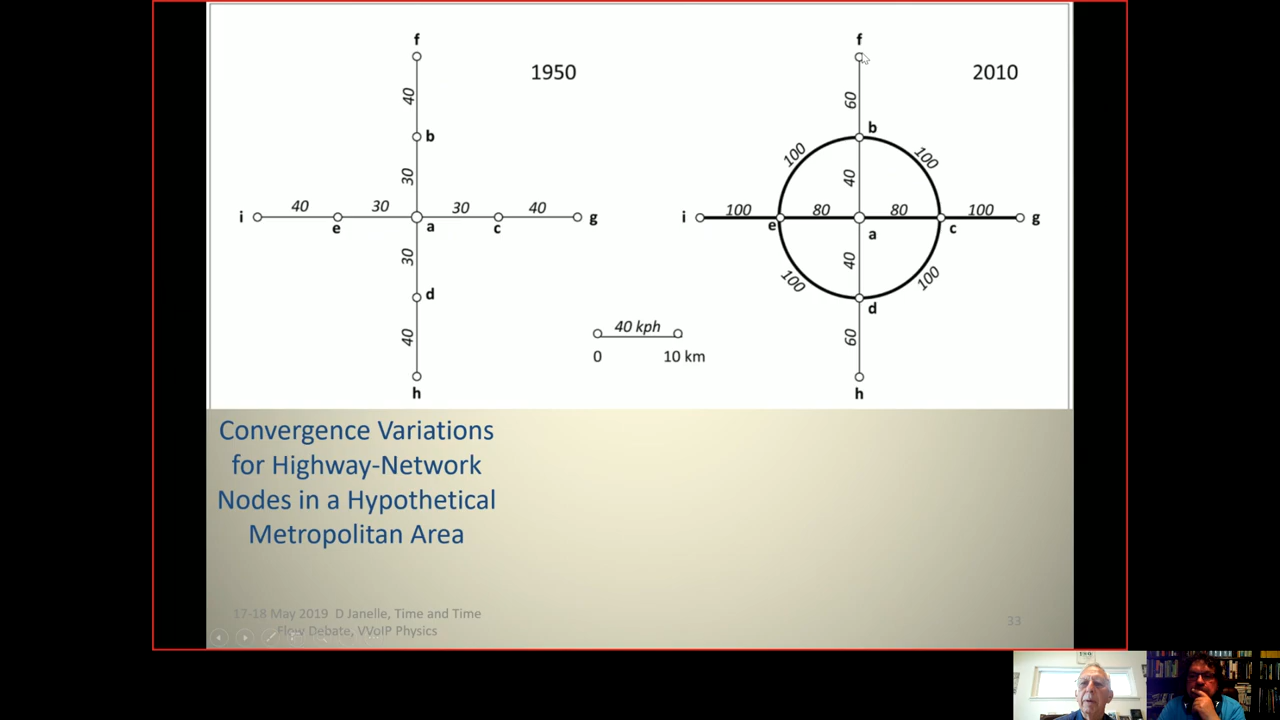 f
1950
40
b
30
i
40
30
30
40
g
e
a
c
30
d
40
h
f
2010
60
b
100
100
40
i
100
80
80
100
g
e
a
c
40
100
100
d
60
h
40 kph
0
10 km
Convergence Variations
for Highway-Network
Nodes in a Hypothetical
Metropolitan Area
17-18 May 2019 D Janelle, Time and Time
Flow Debate, VVoIP Physics
33